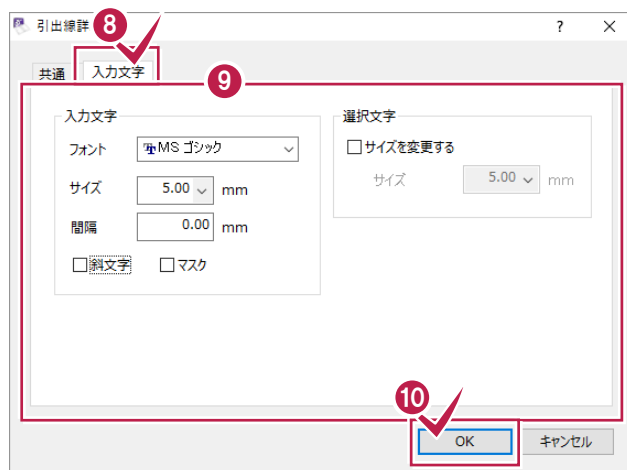 引出線詳 8 ? ×
共通 入力文字
9
入力文字
フォント MS ゴシック
サイズ 5.00 mm
間隔 0.00 mm
斜文字 マスク
選択文字
サイズを変更する
サイズ 5.00 mm
10
OK キャンセル